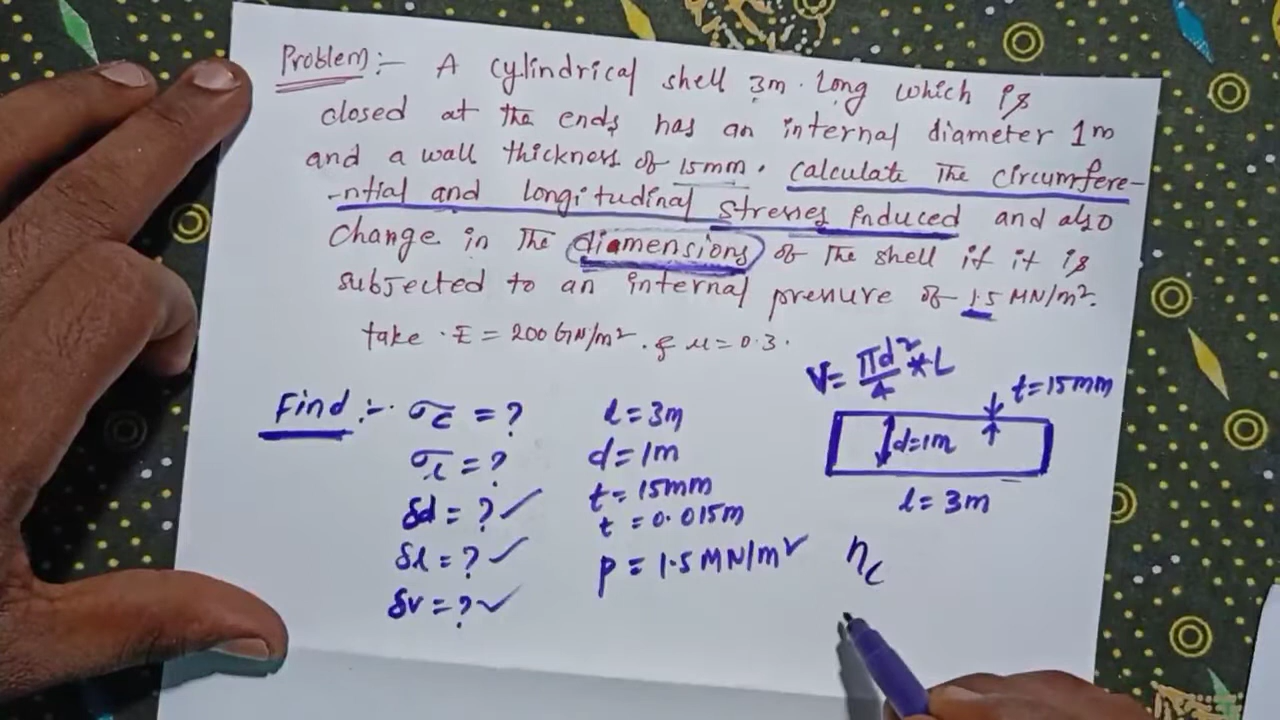 Problem:- A cylindrical shell 3m. Long which is
closed at the ends has an internal diameter 1m
and a wall thickness of 15mm. calculate The circumfere-
-ntial and longitudinal stresses induced and also
change in The diamensions of The shell if it is
subjected to an internal pressure of 1.5 MN/m².
take E = 200 GN/m². & μ = 0.3.
Find:- σc = ?
σl = ?
δd = ? ✓
δl = ? ✓
δv = ? ✓
l = 3m
d = 1m
t = 15mm
t = 0.015m
p = 1.5 MN/m²
V = πd²/4 * L
t = 15mm
d=1m
l = 3m
ηc